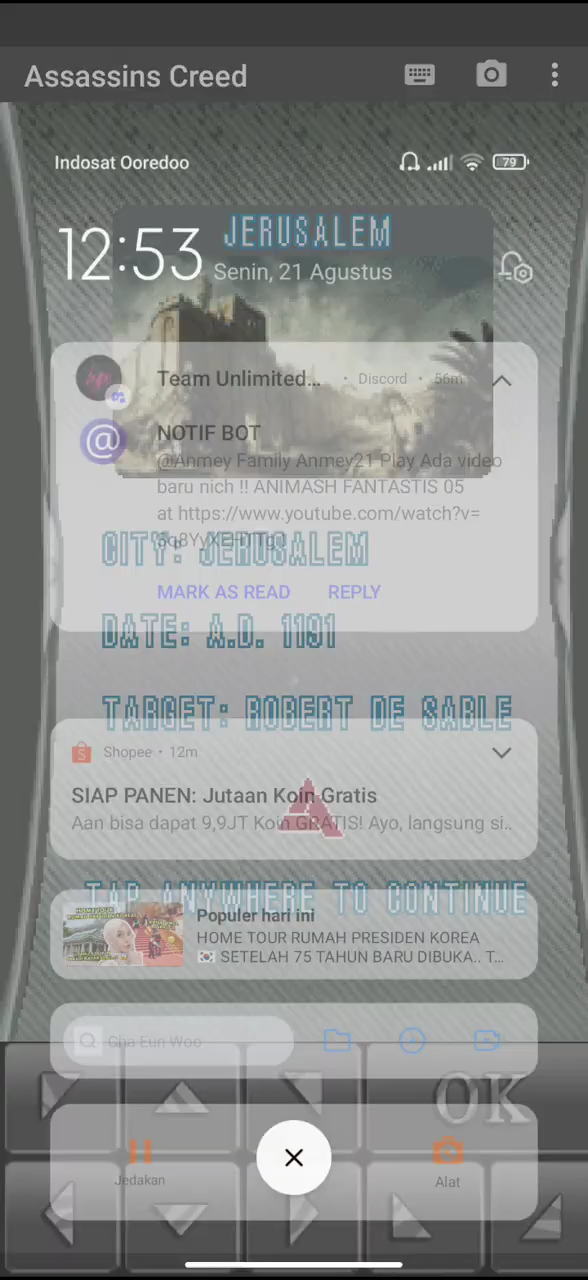 Assassins Creed
Indosat Ooredoo
79
JERUSALEM
12:53
Senin, 21 Agustus
Team Unlimited... • Discord • 56m
NOTIF BOT
@Anmey Family Anmey21 Play Ada video
baru nich !! ANIMASH FANTASTIS 05
at https://www.youtube.com/watch?v=
CITY: JERUSALEM
MARK AS READ REPLY
DATE: A.D. 1191
TARGET: ROBERT DE SABLE
Shopee • 12m
SIAP PANEN: Jutaan Koin Gratis
Aan bisa dapat 9,9JT Koin GRATIS! Ayo, langsung si..
TAP ANYWHERE TO CONTINUE
Populer hari ini
HOME TOUR RUMAH PRESIDEN KOREA
🇰🇷 SETELAH 75 TAHUN BARU DIBUKA.. T...
Cha Eun Woo
OK
Jedakan
Alat